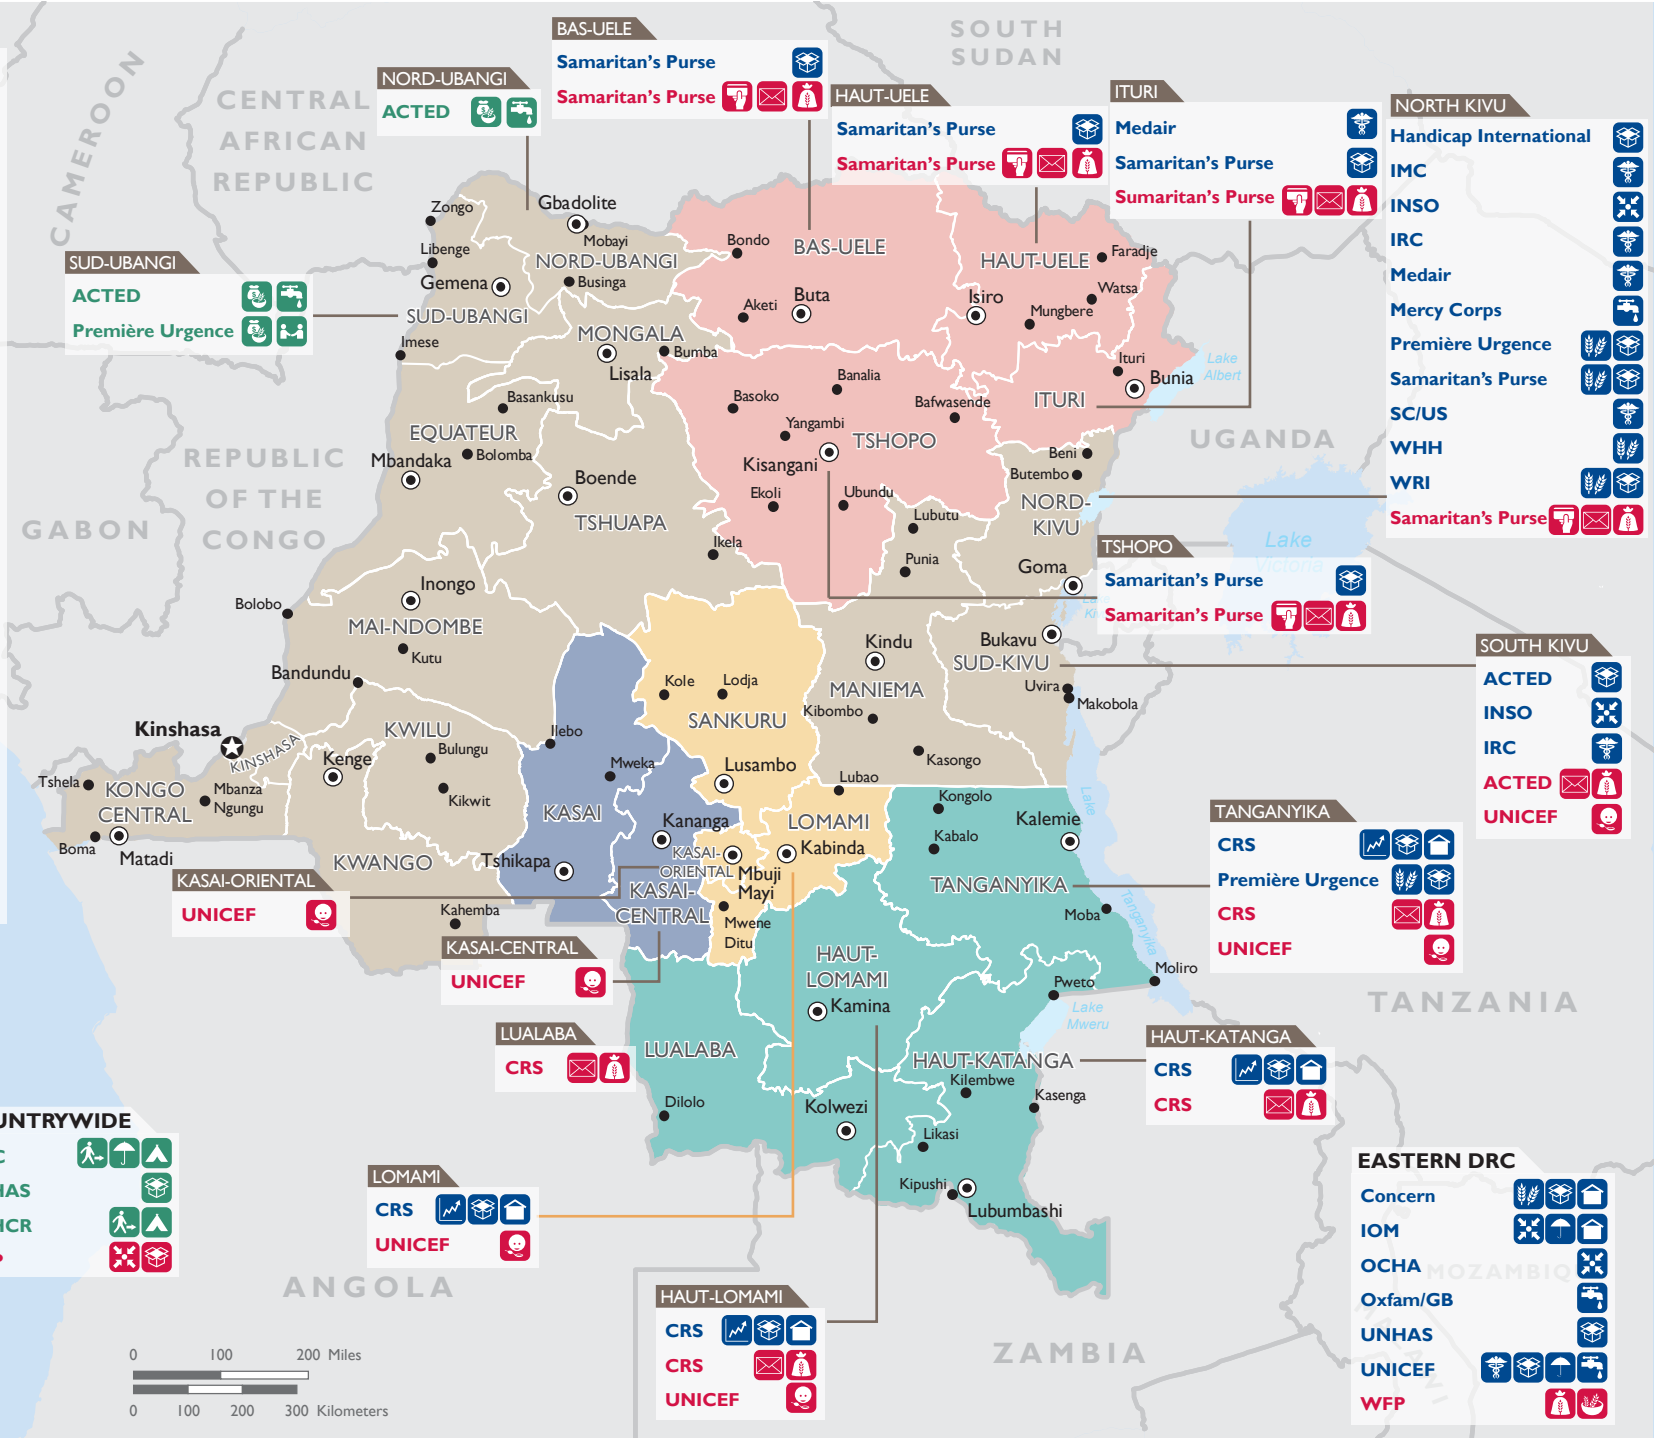 CAMEROON
CENTRAL
AFRICAN
REPUBLIC
SOUTH
SUDAN
GABON
REPUBLIC
OF THE
CONGO
UGANDA
TANZANIA
ANGOLA
ZAMBIA
MOZAMBIQ
BAS-UELE
Samaritan's Purse
Samaritan's Purse
NORD-UBANGI
ACTED
HAUT-UELE
Samaritan's Purse
Samaritan's Purse
ITURI
Medair
Samaritan's Purse
Sumaritan's Purse
NORTH KIVU
Handicap International
IMC
INSO
IRC
Medair
Mercy Corps
Première Urgence
Samaritan's Purse
SC/US
WHH
WRI
Samaritan's Purse
SUD-UBANGI
ACTED
Première Urgence
TSHOPO
Samaritan's Purse
Samaritan's Purse
SOUTH KIVU
ACTED
INSO
IRC
ACTED
UNICEF
TANGANYIKA
CRS
Première Urgence
CRS
UNICEF
KASAI-ORIENTAL
UNICEF
KASAI-CENTRAL
UNICEF
LUALABA
CRS
HAUT-KATANGA
CRS
CRS
LOMAMI
CRS
UNICEF
HAUT-LOMAMI
CRS
CRS
UNICEF
UNTRYWIDE
C
HAS
HCR
P
EASTERN DRC
Concern
IOM
OCHA
Oxfam/GB
UNHAS
UNICEF
WFP
Zongo
Gbadolite
Mobayi
Libenge
NORD-UBANGI
Gemena
Businga
SUD-UBANGI
Imese
MONGALA
Bumba
Lisala
Bondo
BAS-UELE
Aketi
Buta
HAUT-UELE
Faradje
Isiro
Watsa
Mungbere
Ituri
Bunia
ITURI
Lake
Albert
Basankusu
EQUATEUR
Mbandaka
Bolomba
Boende
TSHUAPA
Ikela
Banalia
Basoko
Bafwasende
Yangambi
TSHOPO
Kisangani
Ekoli
Ubundu
Lubutu
Punia
Beni
Butembo
NORD-
KIVU
Goma
Lake
Victoria
Inongo
Bolobo
MAI-NDOMBE
Kutu
Bandundu
Kindu
MANIEMA
Kibombo
Kasongo
Bukavu
SUD-KIVU
Uvira
Makobola
Kole
Lodja
SANKURU
Lusambo
Kinshasa
KINSHASA
KWILU
Bulungu
Kenge
Kikwit
Tshela
KONGO
CENTRAL
Mbanza
Ngungu
Boma
Matadi
KWANGO
Kahemba
Ilebo
Mweka
KASAI
Kananga
Tshikapa
KASAI-
ORIENTAL
KASAI-
CENTRAL
Mbuji
Mayi
Mwene
Ditu
Lubao
LOMAMI
Kabinda
Kongolo
Kabalo
Kalemie
TANGANYIKA
Moba
Moliro
Lake
Tanganyika
HAUT-
LOMAMI
Kamina
Pweto
Lake
Mweru
LUALABA
HAUT-KATANGA
Kilembwe
Kasenga
Dilolo
Kolwezi
Likasi
Kipushi
Lubumbashi
0 100 200 Miles
0 100 200 300 Kilometers